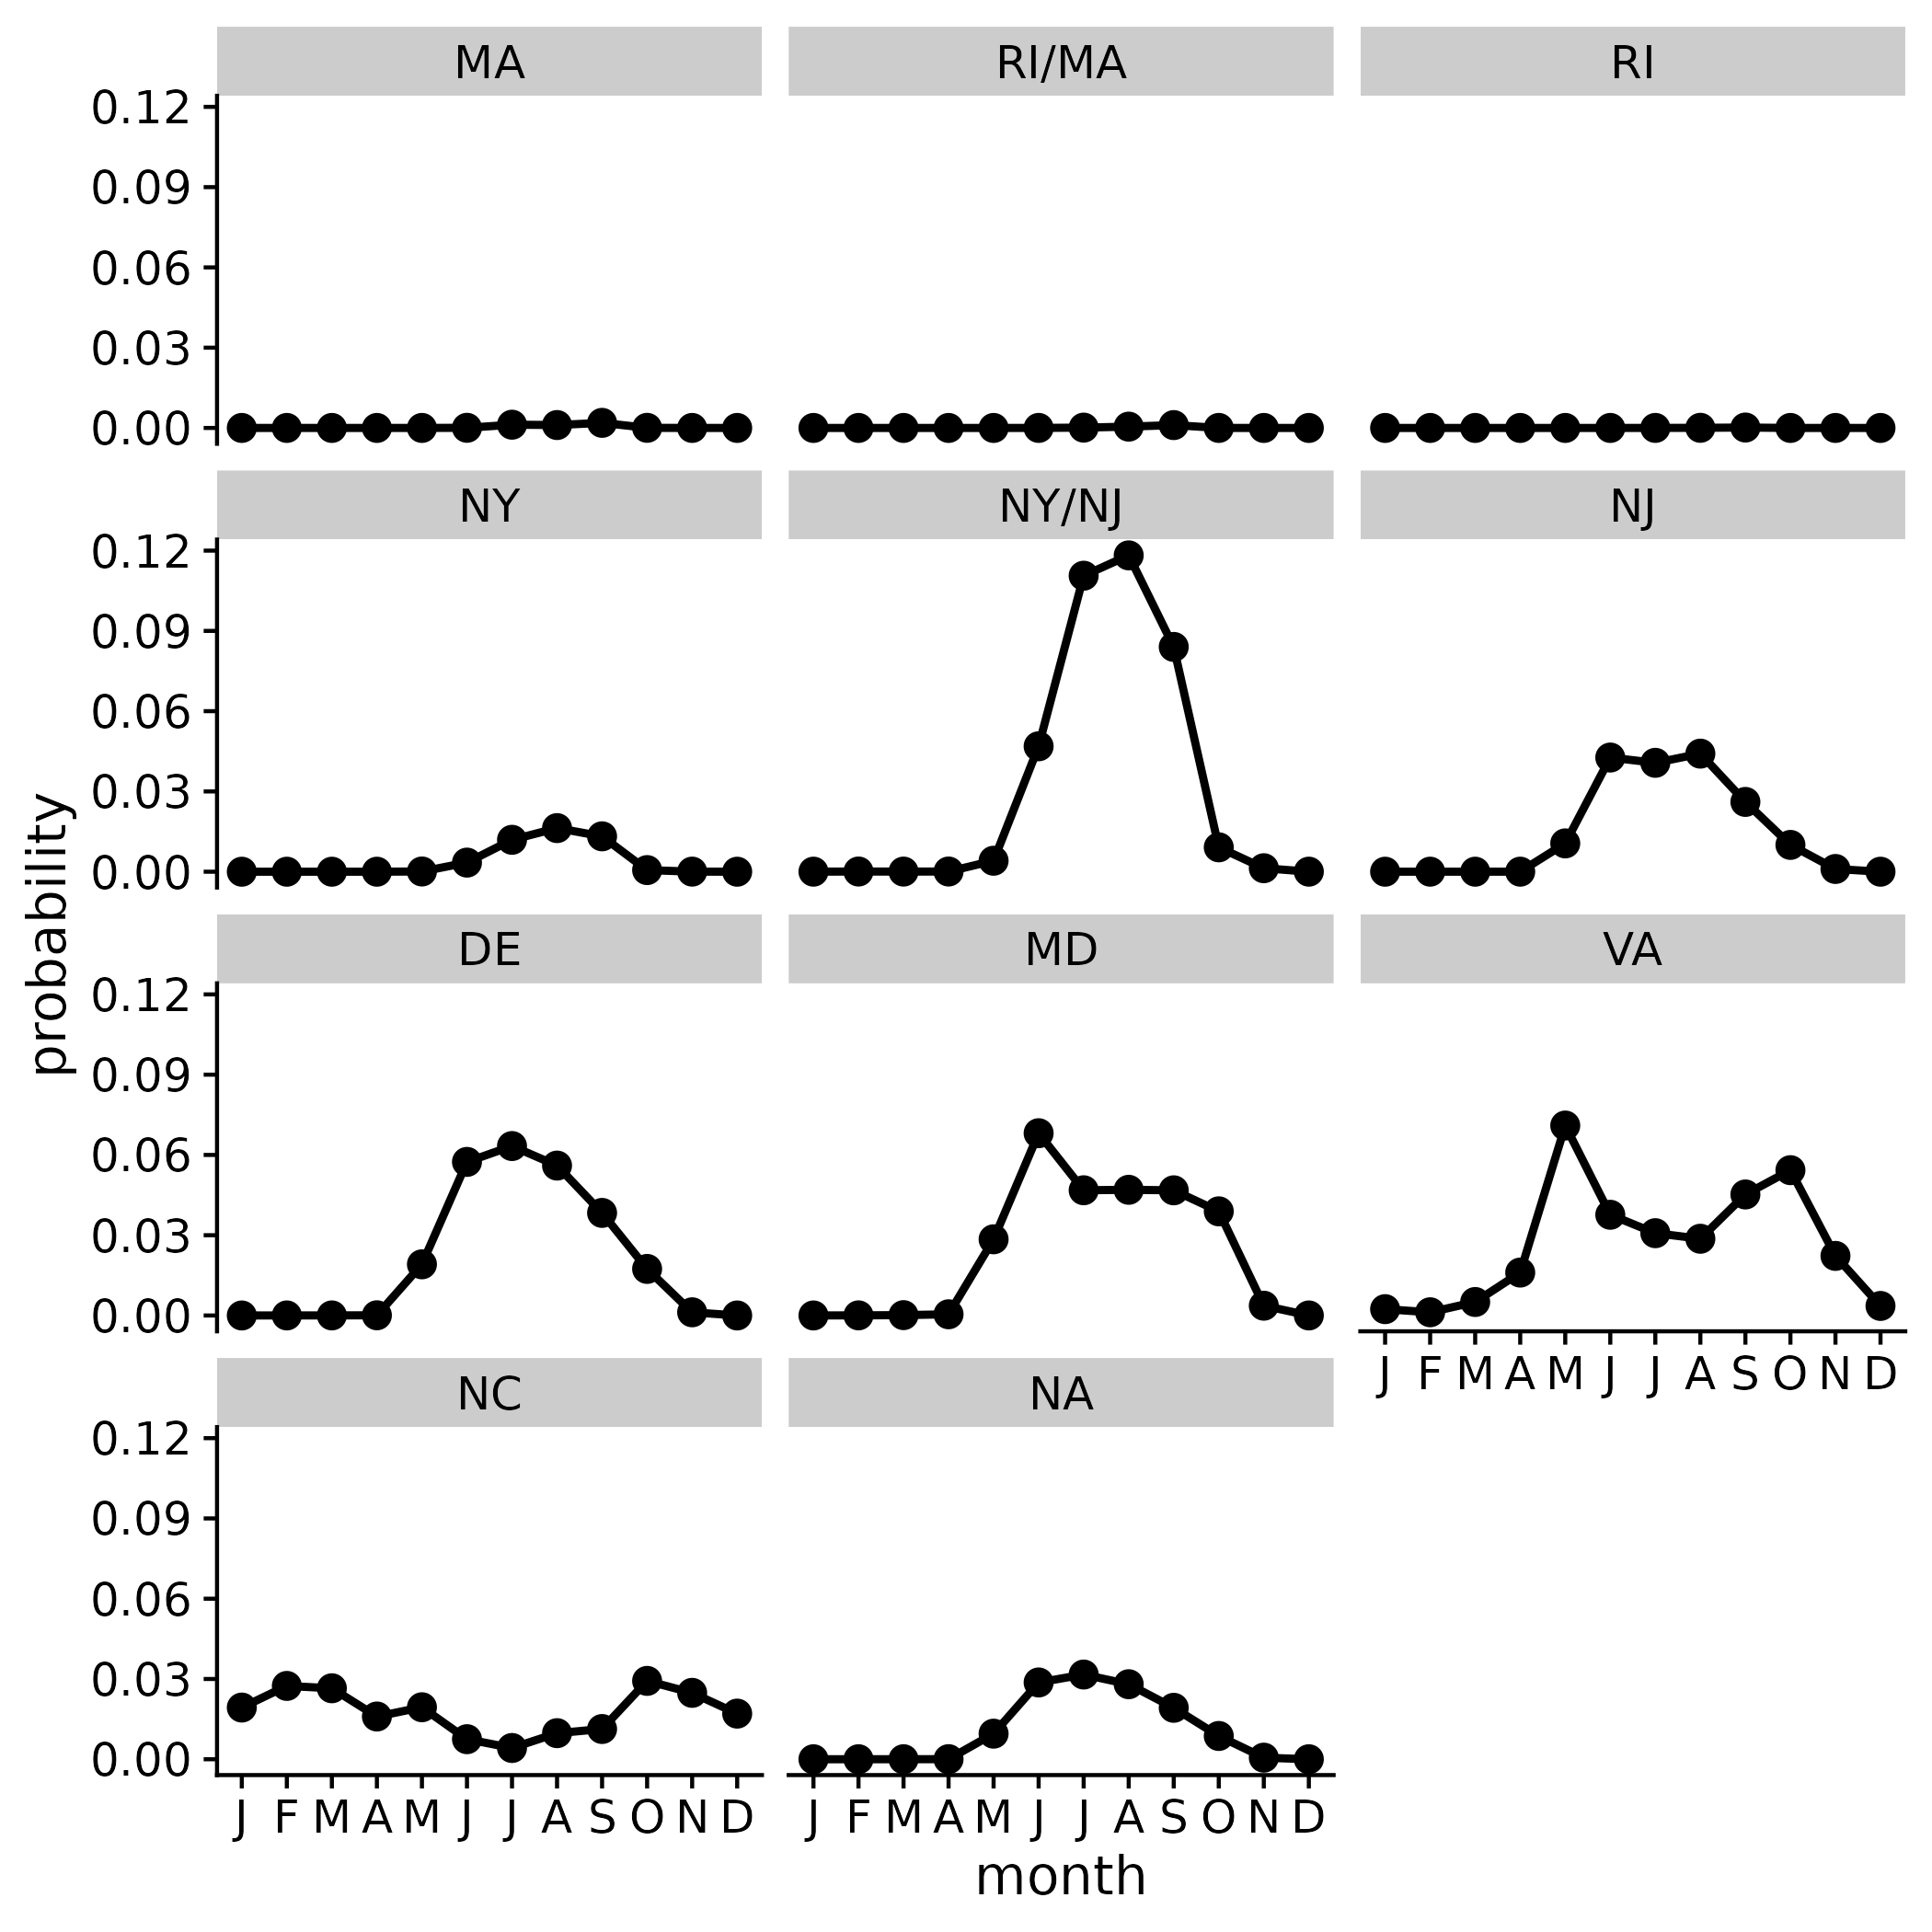 MA RI/MA RI
0.12
0.09
0.06
0.03
0.00
NY NY/NJ NJ
0.12
0.09
0.06
0.03
0.00
DE MD VA
0.12
0.09
0.06
0.03
0.00
J F M A M J J A S O N D
NC NA
0.12
0.09
0.06
0.03
0.00
J F M A M J J A S O N D J F M A M J J A S O N D
month
probability